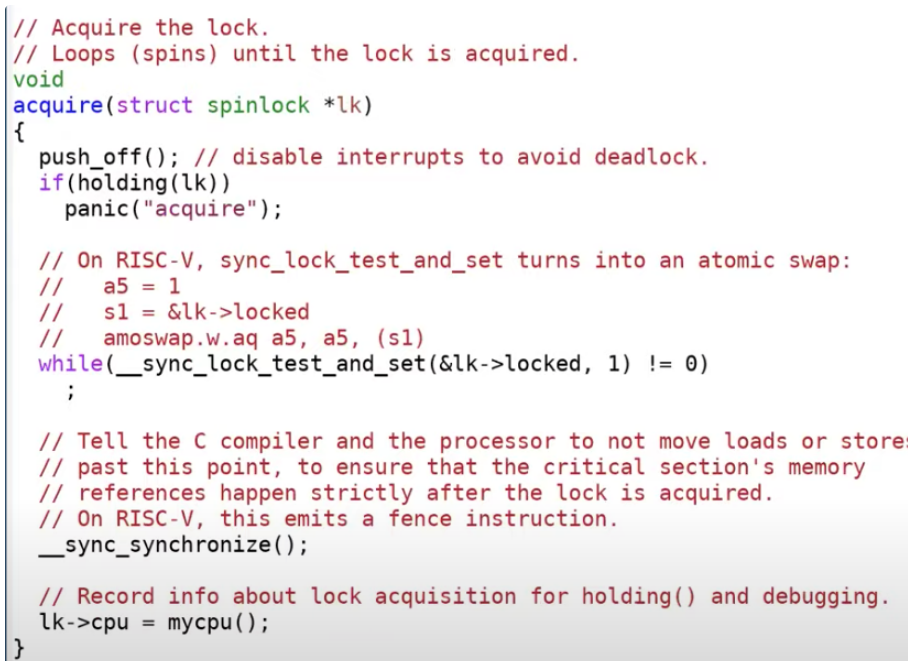 // Acquire the lock.
// Loops (spins) until the lock is acquired.
void
acquire(struct spinlock *lk)
{
  push_off(); // disable interrupts to avoid deadlock.
  if(holding(lk))
    panic("acquire");

  // On RISC-V, sync_lock_test_and_set turns into an atomic swap:
  //   a5 = 1
  //   s1 = &lk->locked
  //   amoswap.w.aq a5, a5, (s1)
  while(__sync_lock_test_and_set(&lk->locked, 1) != 0)
    ;

  // Tell the C compiler and the processor to not move loads or stores
  // past this point, to ensure that the critical section's memory
  // references happen strictly after the lock is acquired.
  // On RISC-V, this emits a fence instruction.
  __sync_synchronize();

  // Record info about lock acquisition for holding() and debugging.
  lk->cpu = mycpu();
}